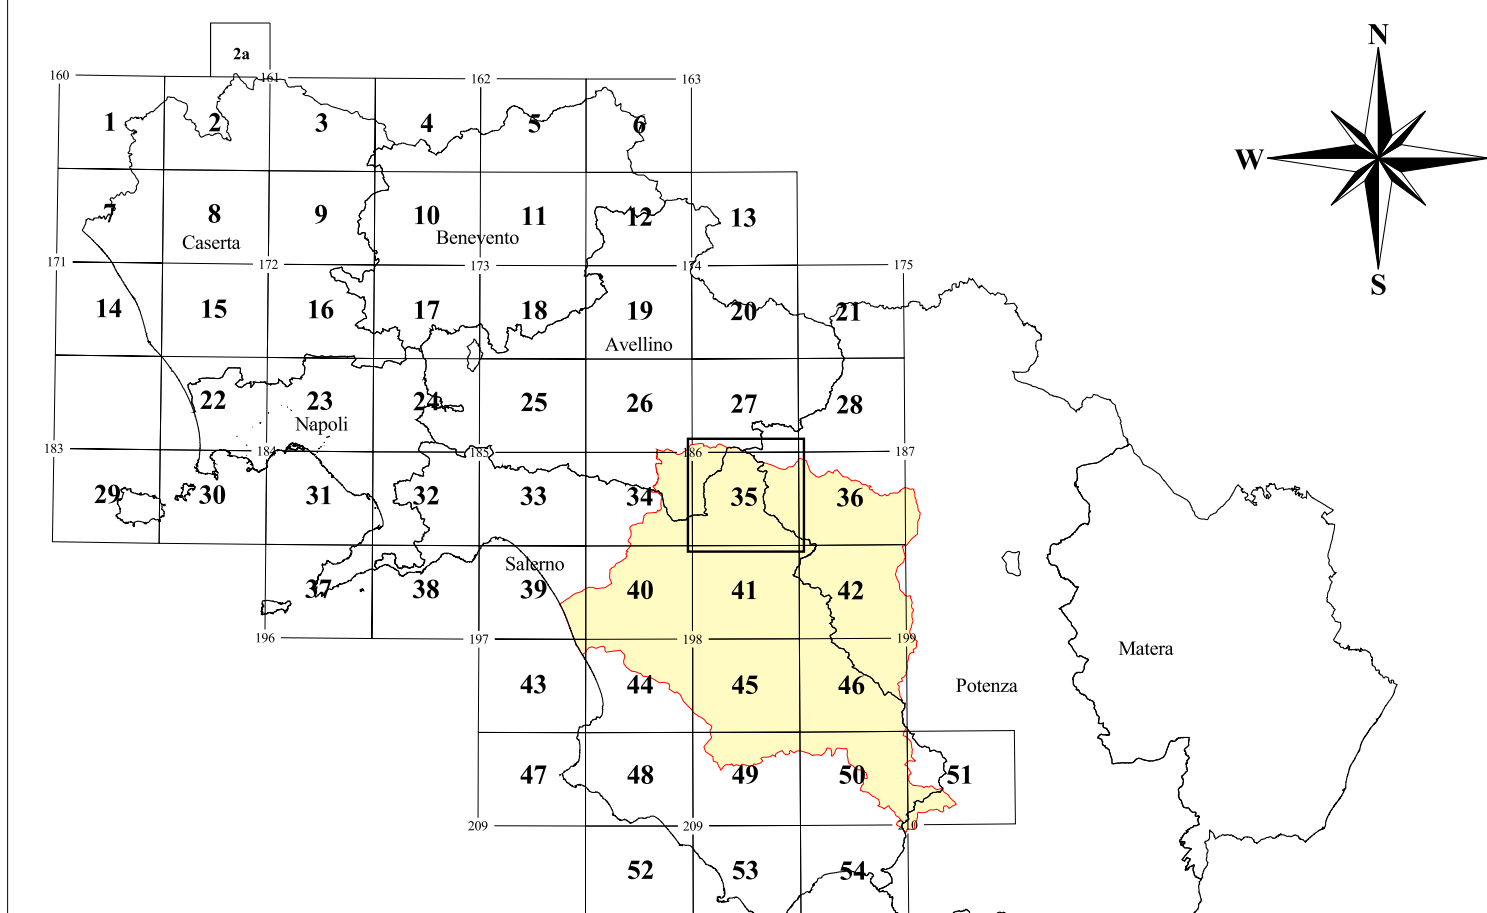 N
2a
160 161 162 163
1 2 3 4 5 6
W
7 8 9 10 11 12 13
Caserta Benevento
171 172 173 174 175
S
14 15 16 17 18 19 20 21
Avellino
22 23 24 25 26 27 28
Napoli
183 184 185 186 187
29 30 31 32 33 34 35 36
Salerno
37 38 39 40 41 42
196 197 198 199
Matera
43 44 45 46 Potenza
47 48 49 50 51
209 209 210
52 53 54